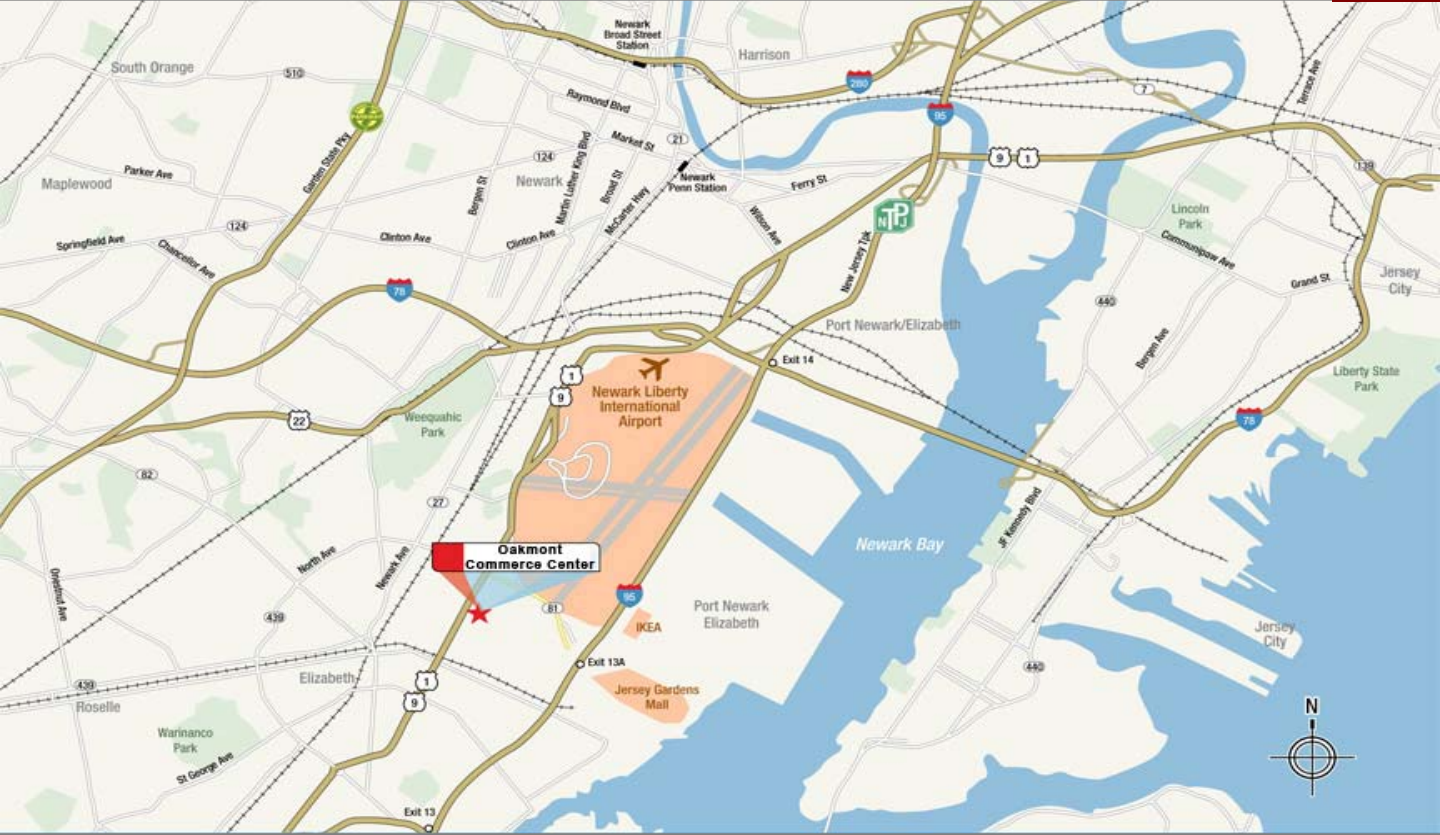 Newark
Broad Street
Station
Harrison
South Orange
510
280
7
Terrace Ave
Raymond Blvd
95
PARKWAY
Market St
21
Garden State Pky
124
Martin Luther King Blvd
9
1
139
Parker Ave
Maplewood
Bergen St
Newark
Broad St
McCarter Hwy
Newark
Penn Station
Ferry St
NTPJ
Lincoln
Park
124
Wilson Ave
Springfield Ave
Chancellor Ave
Clinton Ave
Clinton Ave
New Jersey Tpk
Communipaw Ave
Grand St
Jersey
City
78
440
Port Newark/Elizabeth
Bergen Ave
Exit 14
1
9
Newark Liberty
International
Airport
Liberty State
Park
22
Weequahic
Park
78
82
27
JF Kennedy Blvd
Newark Bay
Oakmont
Commerce Center
North Ave
Newark Ave
Onestnut Ave
81
95
439
IKEA
Port Newark
Elizabeth
Jersey
City
Exit 13A
440
Elizabeth
1
9
439
Roselle
Jersey Gardens
Mall
N
Warinanco
Park
St George Ave
Exit 13